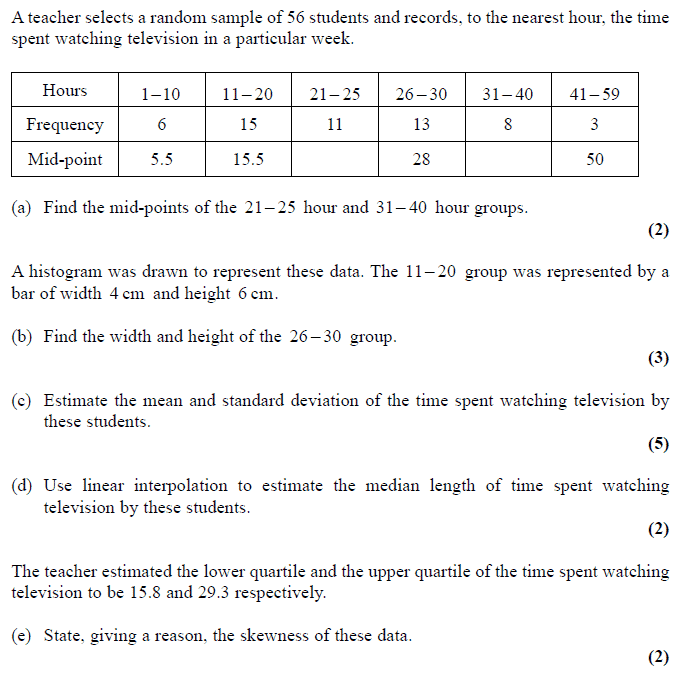 A teacher selects a random sample of 56 students and records, to the nearest hour, the time
spent watching television in a particular week.
Hours 1–10 11–20 21–25 26–30 31–40 41–59
Frequency 6 15 11 13 8 3
Mid-point 5.5 15.5 28 50
(a) Find the mid-points of the 21–25 hour and 31–40 hour groups.
(2)
A histogram was drawn to represent these data. The 11–20 group was represented by a
bar of width 4 cm and height 6 cm.
(b) Find the width and height of the 26–30 group.
(3)
(c) Estimate the mean and standard deviation of the time spent watching television by
these students.
(5)
(d) Use linear interpolation to estimate the median length of time spent watching
television by these students.
(2)
The teacher estimated the lower quartile and the upper quartile of the time spent watching
television to be 15.8 and 29.3 respectively.
(e) State, giving a reason, the skewness of these data.
(2)